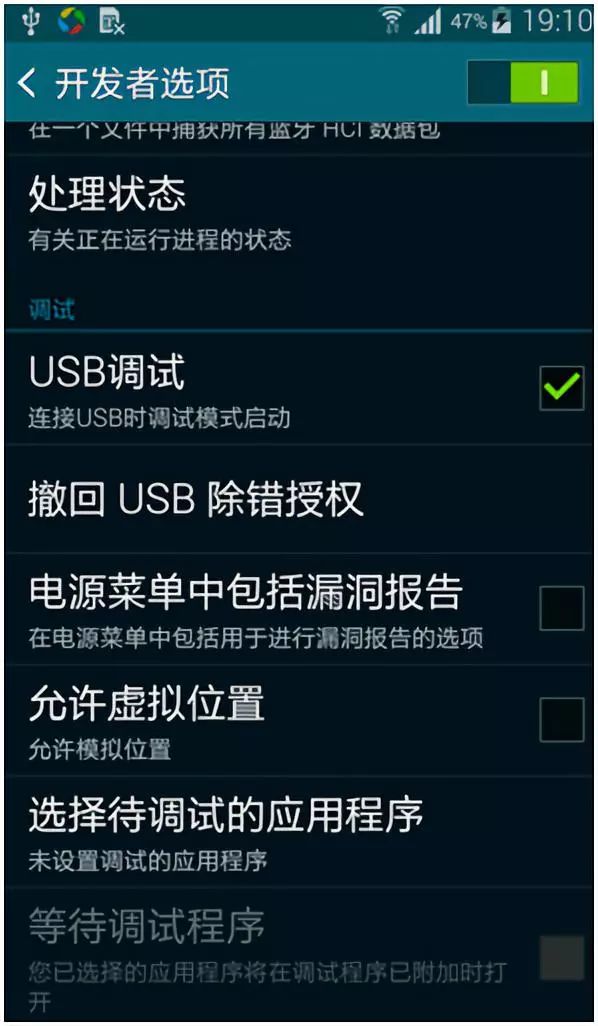 47% 19:10
开发者选项
在一个文件中捕获所有蓝牙 HCI 数据包
处理状态
有关正在运行进程的状态
调试
USB调试
连接USB时调试模式启动
撤回 USB 除错授权
电源菜单中包括漏洞报告
在电源菜单中包括用于进行漏洞报告的选项
允许虚拟位置
允许模拟位置
选择待调试的应用程序
未设置调试的应用程序
等待调试程序
您已选择的应用程序将在调试程序已附加时打
开